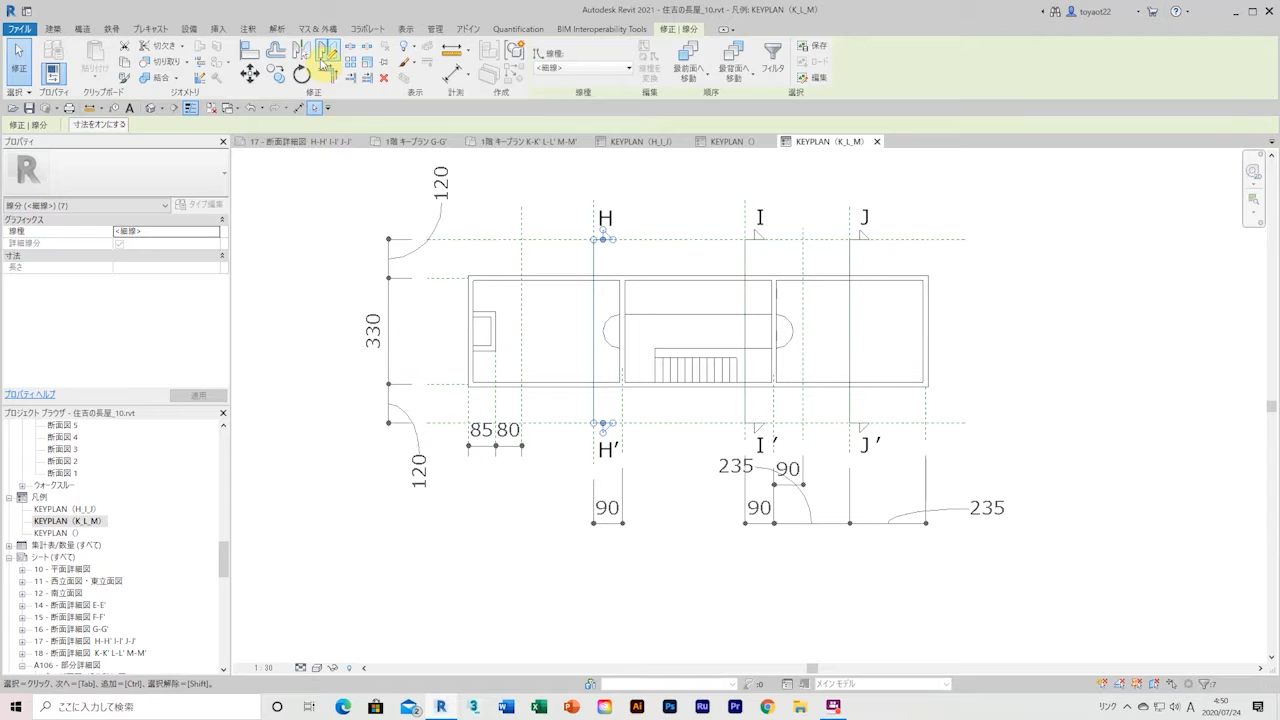 Autodesk Revit 2021 - 住吉の長屋_10.rvt - 凡例: KEYPLAN (K_L_M)
toyaot22
ファイル 建築 構造 鉄骨 プレキャスト 設備 挿入 注釈 解析 マス & 外構 コラボレート 表示 管理 アドイン Quantification BIM Interoperability Tools 修正 | 線分
切欠き
切り取り
結合
貼り付け
修正
線種:
<細線>
線種を
変換
最前面へ
移動
最背面へ
移動
フィルタ
保存
ロード
編集
選択 プロパティ クリップボード ジオメトリ 修正 表示 計測 作成 線種 編集 順序 選択
修正 | 線分 寸法をオンにする
プロパティ
17 - 断面詳細図 H-H' I-I' J-J' 1階 キープラン G-G' 1階 キープラン K-K' L-L' M-M' KEYPLAN (H_I_J) KEYPLAN () KEYPLAN (K_L_M)
線分 (<細線>) (7) タイプ編集
グラフィックス
線種 <細線>
詳細線分
寸法
長さ
プロパティ ヘルプ 適用
プロジェクト ブラウザ - 住吉の長屋_10.rvt
断面図 5
断面図 4
断面図 3
断面図 2
断面図 1
ウォークスルー
凡例
KEYPLAN (H_I_J)
KEYPLAN (K_L_M)
KEYPLAN ()
集計表/数量 (すべて)
シート (すべて)
10 - 平面詳細図
11 - 西立面図・東立面図
12 - 南立面図
14 - 断面詳細図 E-E'
15 - 断面詳細図 F-F'
16 - 断面詳細図 G-G'
17 - 断面詳細図 H-H' I-I' J-J'
18 - 断面詳細図 K-K' L-L' M-M'
A106 - 部分詳細図
120
H I J
330
85 80
H' I' J'
120
235 90
90 90 235
1 : 30
選択=クリック、次へ=[Tab]、追加=[Ctrl]、選択解除=[Shift]。
:0
メイン モデル
:7
ここに入力して検索
リンク
A
4:50
2020/07/24